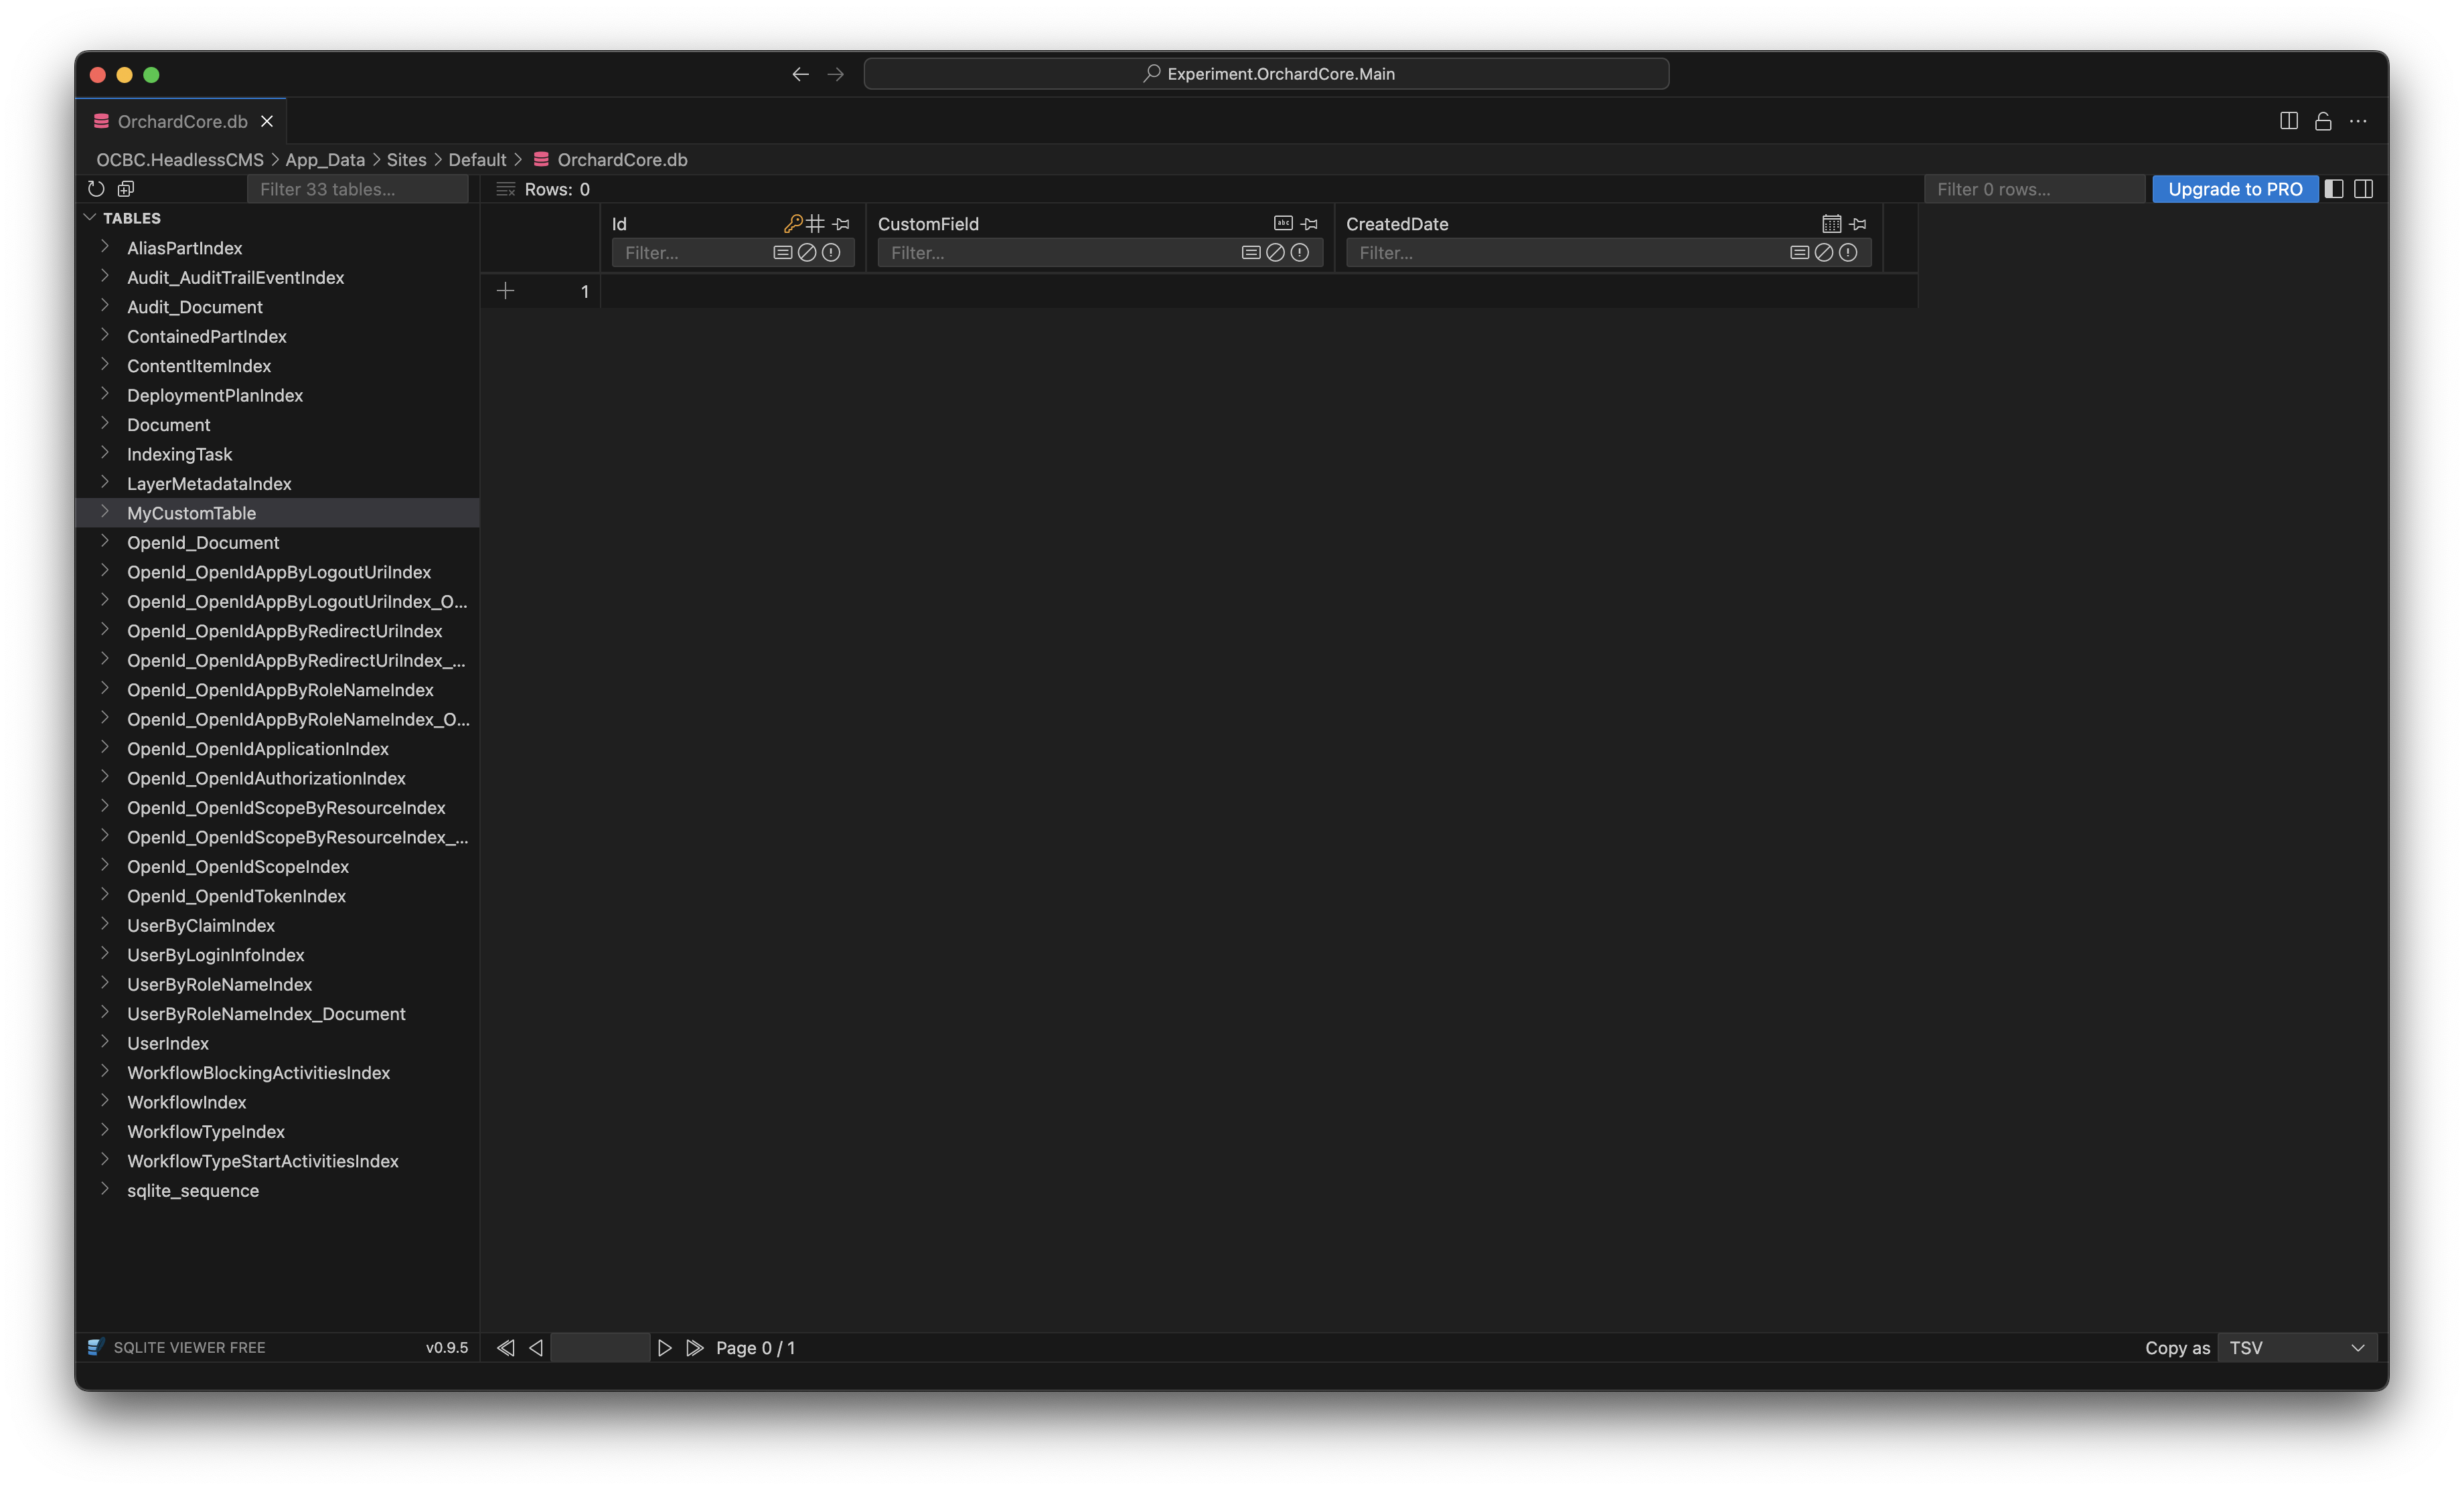 Experiment.OrchardCore.Main
OrchardCore.db
OCBC.HeadlessCMS > App_Data > Sites > Default > OrchardCore.db
Filter 33 tables...
Rows: 0
Filter 0 rows...
Upgrade to PRO
TABLES
AliasPartIndex
Audit_AuditTrailEventIndex
Audit_Document
ContainedPartIndex
ContentItemIndex
DeploymentPlanIndex
Document
IndexingTask
LayerMetadataIndex
MyCustomTable
OpenId_Document
OpenId_OpenIdAppByLogoutUriIndex
OpenId_OpenIdAppByLogoutUriIndex_O...
OpenId_OpenIdAppByRedirectUriIndex
OpenId_OpenIdAppByRedirectUriIndex_...
OpenId_OpenIdAppByRoleNameIndex
OpenId_OpenIdAppByRoleNameIndex_O...
OpenId_OpenIdApplicationIndex
OpenId_OpenIdAuthorizationIndex
OpenId_OpenIdScopeByResourceIndex
OpenId_OpenIdScopeByResourceIndex_...
OpenId_OpenIdScopeIndex
OpenId_OpenIdTokenIndex
UserByClaimIndex
UserByLoginInfoIndex
UserByRoleNameIndex
UserByRoleNameIndex_Document
UserIndex
WorkflowBlockingActivitiesIndex
WorkflowIndex
WorkflowTypeIndex
WorkflowTypeStartActivitiesIndex
sqlite_sequence
Id
abc
CustomField
CreatedDate
Filter...
Filter...
Filter...
1
SQLITE VIEWER FREE
v0.9.5
Page 0 / 1
Copy as
TSV